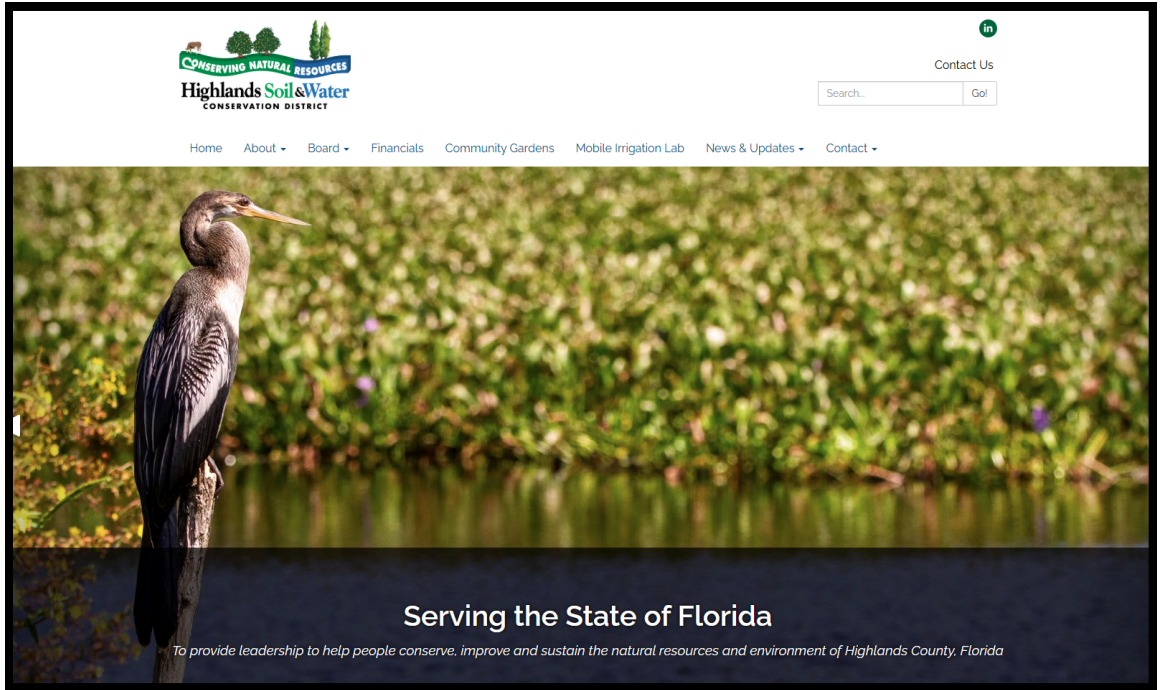 CONSERVING NATURAL RESOURCES
Highlands Soil & Water
CONSERVATION DISTRICT
in
Contact Us
Search...
Go!
Home About Board Financials Community Gardens Mobile Irrigation Lab News & Updates Contact
Serving the State of Florida
To provide leadership to help people conserve, improve and sustain the natural resources and environment of Highlands County, Florida